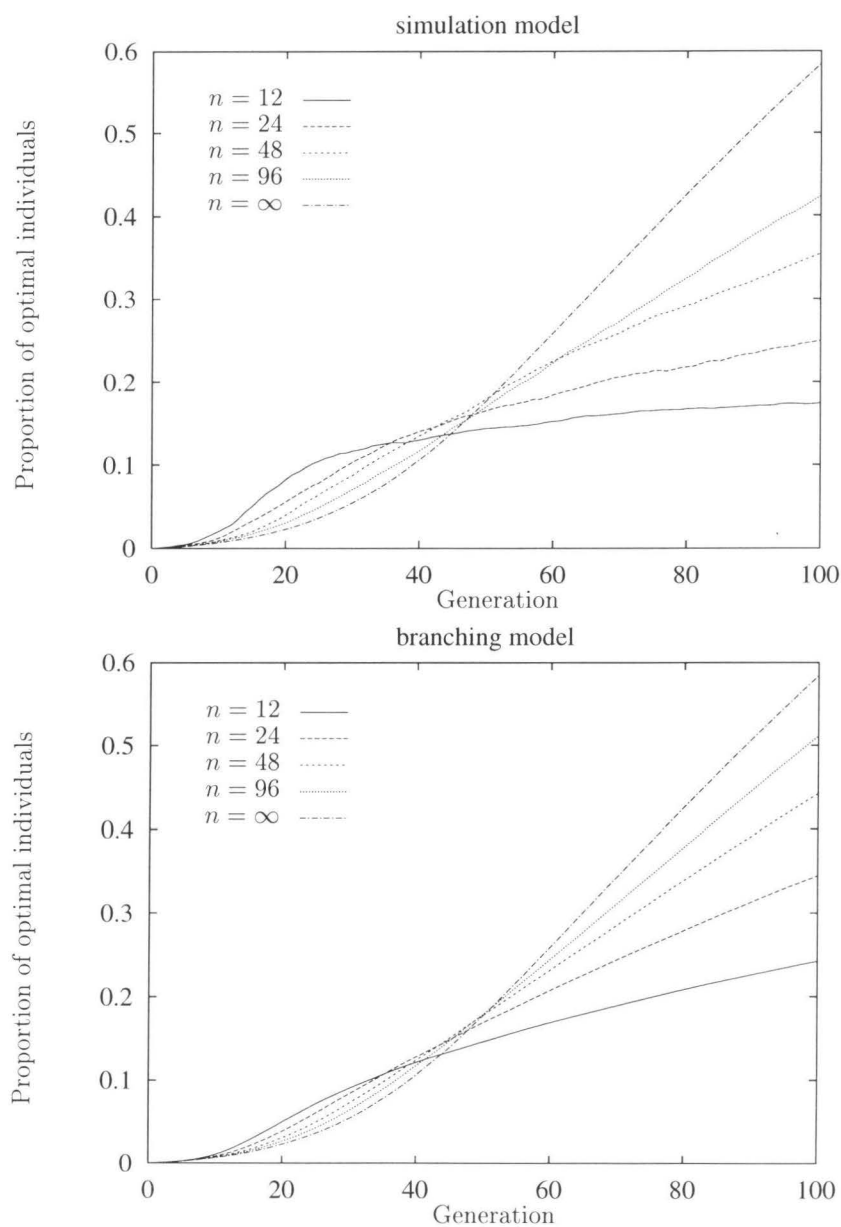 simulation model
0.6
0.5
0.4
0.3
0.2
0.1
0
n = 12
n = 24
n = 48
n = 96
n = ∞
Proportion of optimal individuals
0 20 40 60 80 100
Generation
branching model
0.6
0.5
0.4
0.3
0.2
0.1
0
n = 12
n = 24
n = 48
n = 96
n = ∞
Proportion of optimal individuals
0 20 40 60 80 100
Generation